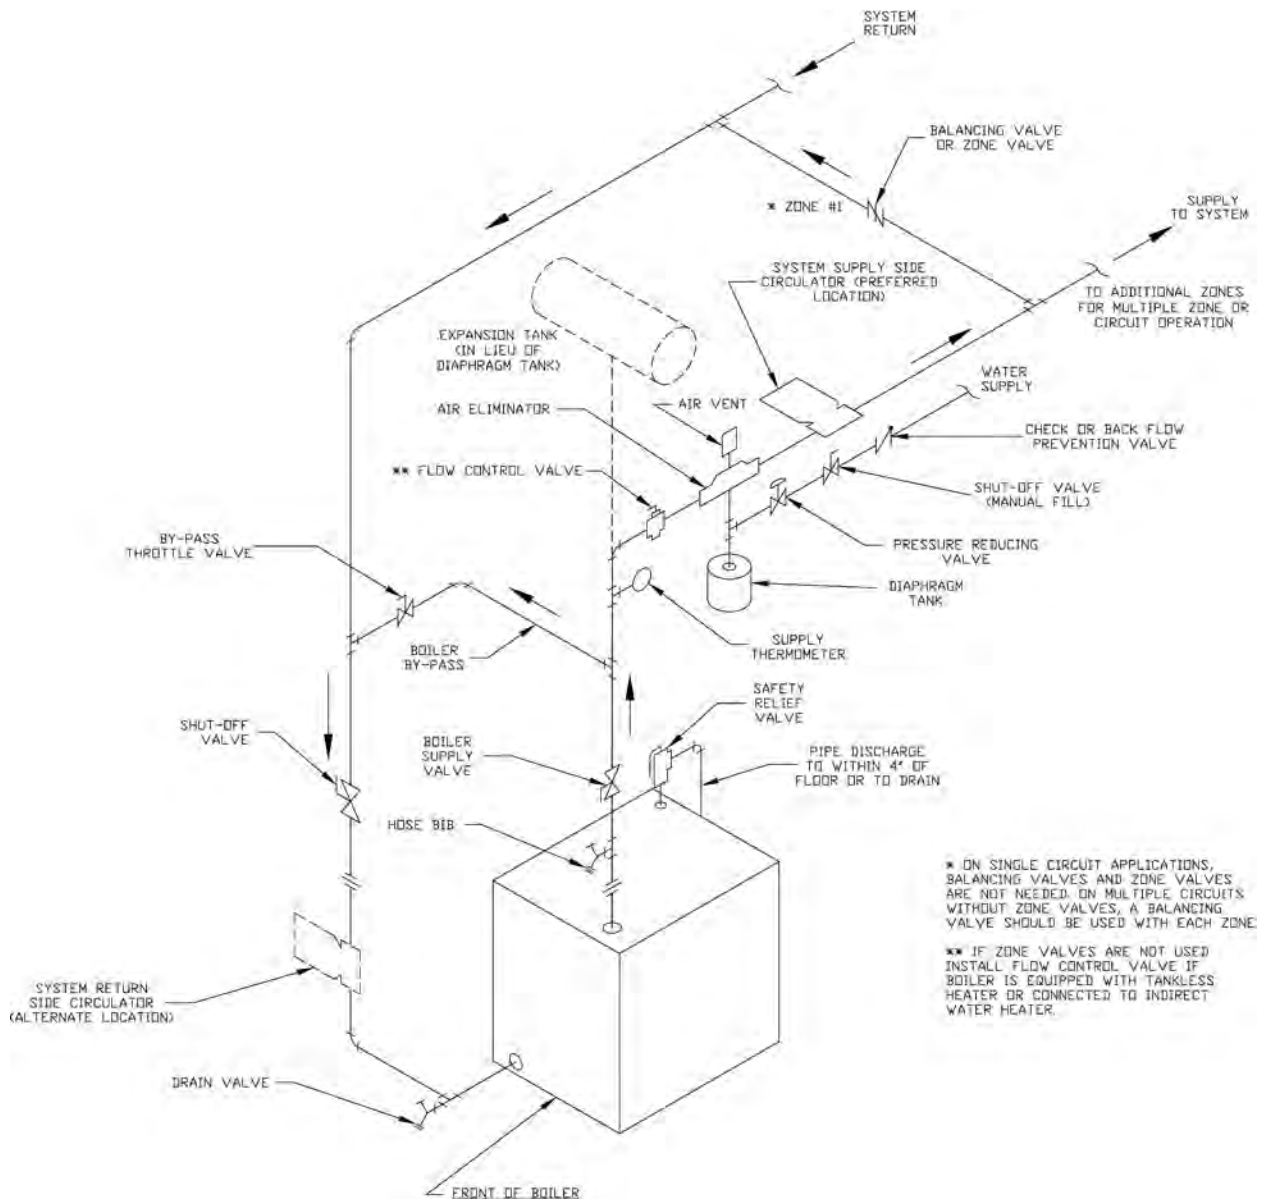 SYSTEM
RETURN
BALANCING VALVE
OR ZONE VALVE
* ZONE #1
SUPPLY
TO SYSTEM
SYSTEM SUPPLY SIDE
CIRCULATOR (PREFERRED
LOCATION)
TO ADDITIONAL ZONES
FOR MULTIPLE ZONE OR
CIRCUIT OPERATION
EXPANSION TANK
(IN LIEU OF
DIAPHRAGM TANK)
WATER
SUPPLY
AIR ELIMINATOR
AIR VENT
CHECK OR BACK FLOW
PREVENTION VALVE
** FLOW CONTROL VALVE
SHUT-OFF VALVE
(MANUAL FILL)
BY-PASS
THROTTLE VALVE
PRESSURE REDUCING
VALVE
DIAPHRAGM
TANK
BOILER
BY-PASS
SUPPLY
THERMOMETER
SAFETY
RELIEF
VALVE
SHUT-OFF
VALVE
BOILER
SUPPLY
VALVE
PIPE DISCHARGE
TO WITHIN 4" OF
FLOOR OR TO DRAIN
HOSE BIB
* ON SINGLE CIRCUIT APPLICATIONS,
BALANCING VALVES AND ZONE VALVES
ARE NOT NEEDED. ON MULTIPLE CIRCUITS
WITHOUT ZONE VALVES, A BALANCING
VALVE SHOULD BE USED WITH EACH ZONE
** IF ZONE VALVES ARE NOT USED
INSTALL FLOW CONTROL VALVE IF
BOILER IS EQUIPPED WITH TANKLESS
HEATER OR CONNECTED TO INDIRECT
WATER HEATER.
SYSTEM RETURN
SIDE CIRCULATOR
(ALTERNATE LOCATION)
DRAIN VALVE
FRONT OF BOILER